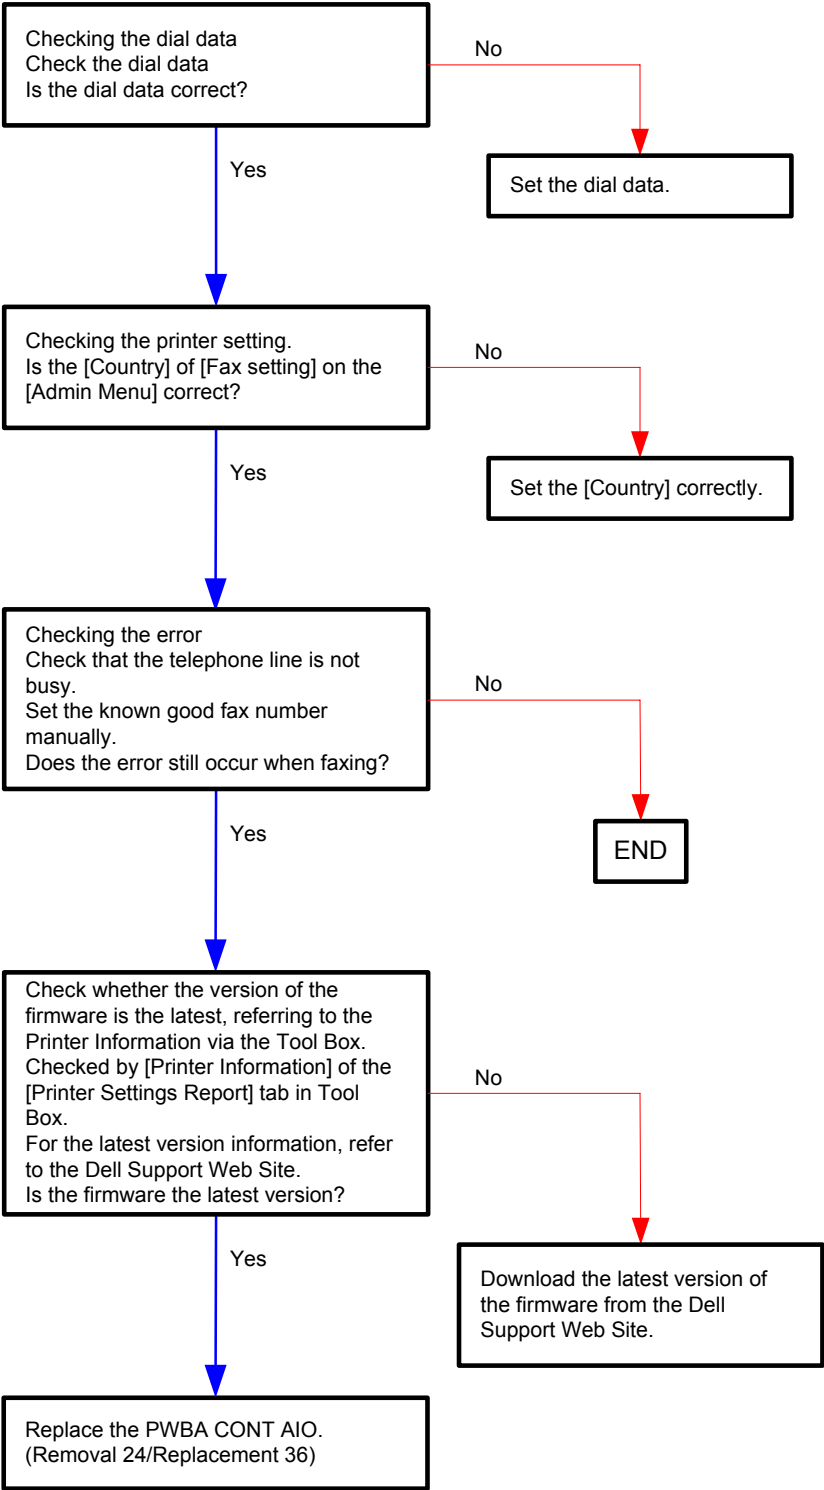 Checking the dial data
Check the dial data
Is the dial data correct?
No
Yes
Set the dial data.
Checking the printer setting.
Is the [Country] of [Fax setting] on the
[Admin Menu] correct?
No
Yes
Set the [Country] correctly.
Checking the error
Check that the telephone line is not
busy.
Set the known good fax number
manually.
Does the error still occur when faxing?
No
Yes
END
Check whether the version of the
firmware is the latest, referring to the
Printer Information via the Tool Box.
Checked by [Printer Information] of the
[Printer Settings Report] tab in Tool
Box.
For the latest version information, refer
to the Dell Support Web Site.
Is the firmware the latest version?
No
Yes
Download the latest version of
the firmware from the Dell
Support Web Site.
Replace the PWBA CONT AIO.
(Removal 24/Replacement 36)